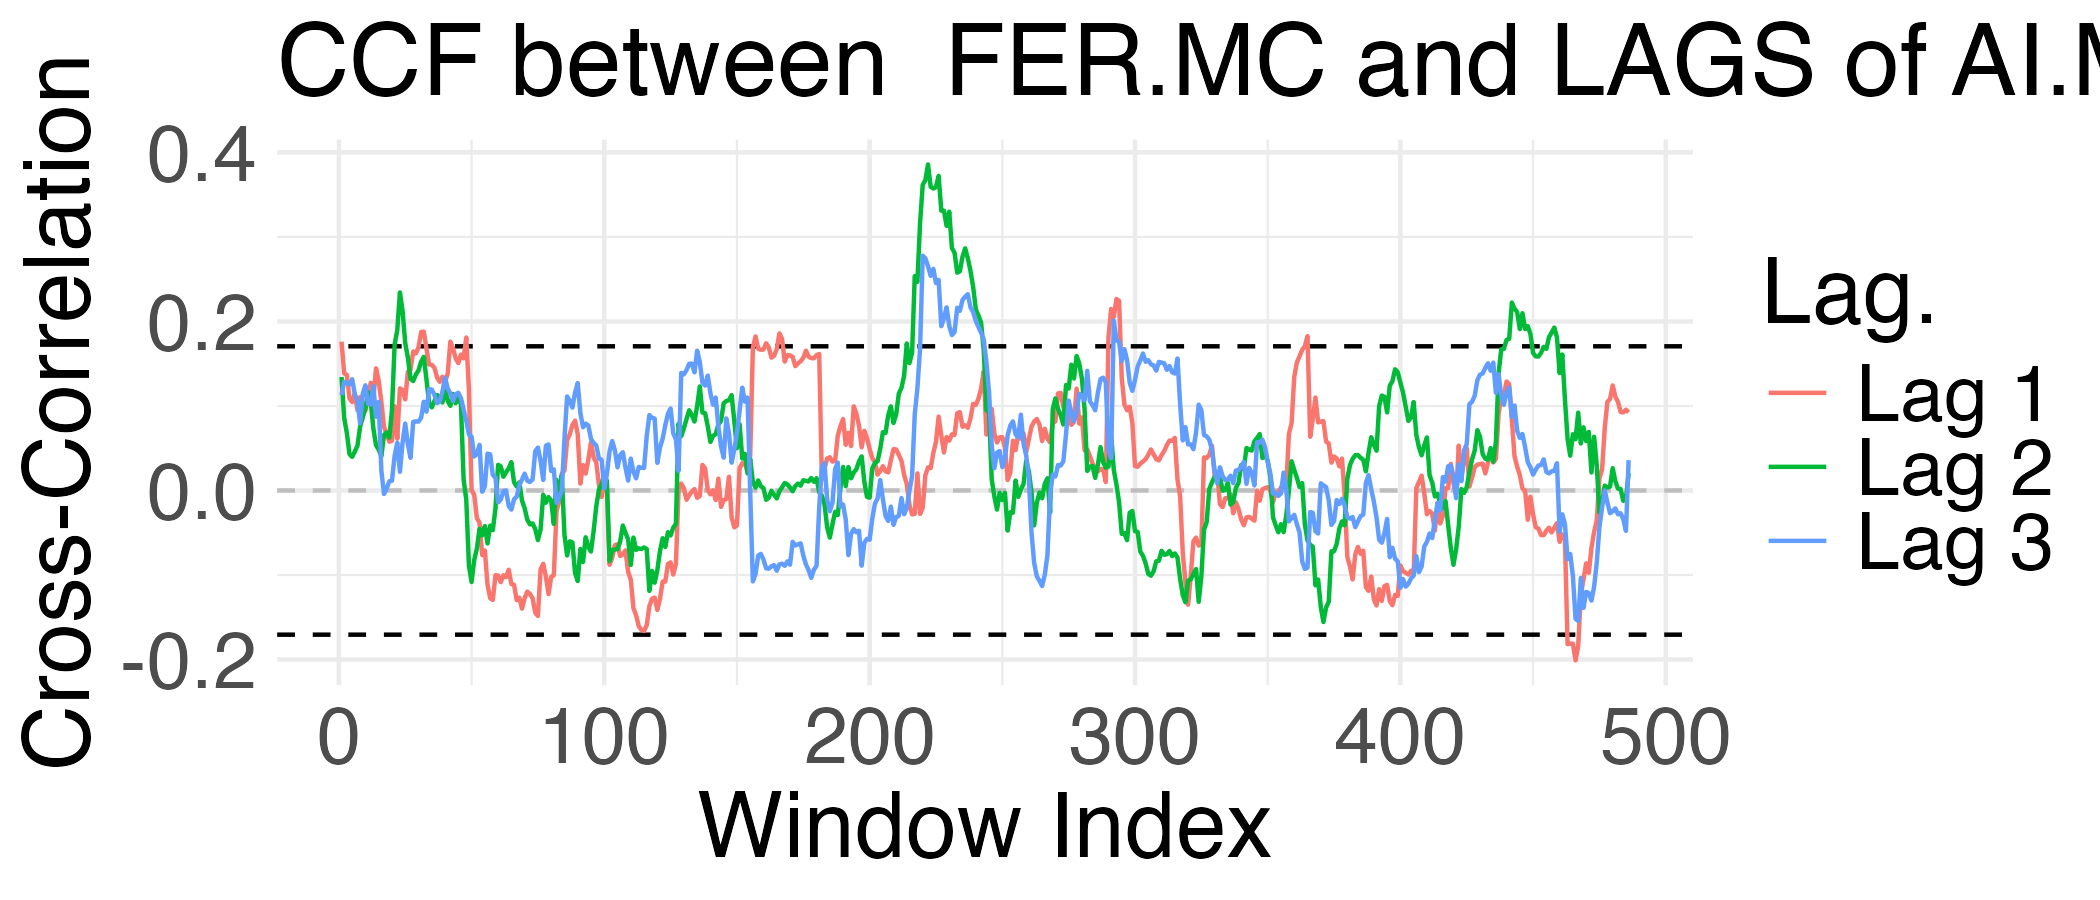 CCF between FER.MC and LAGS of AI.
Cross-Correlation
0.4
0.2
0.0
-0.2
0 100 200 300 400 500
Window Index
Lag.
Lag 1
Lag 2
Lag 3